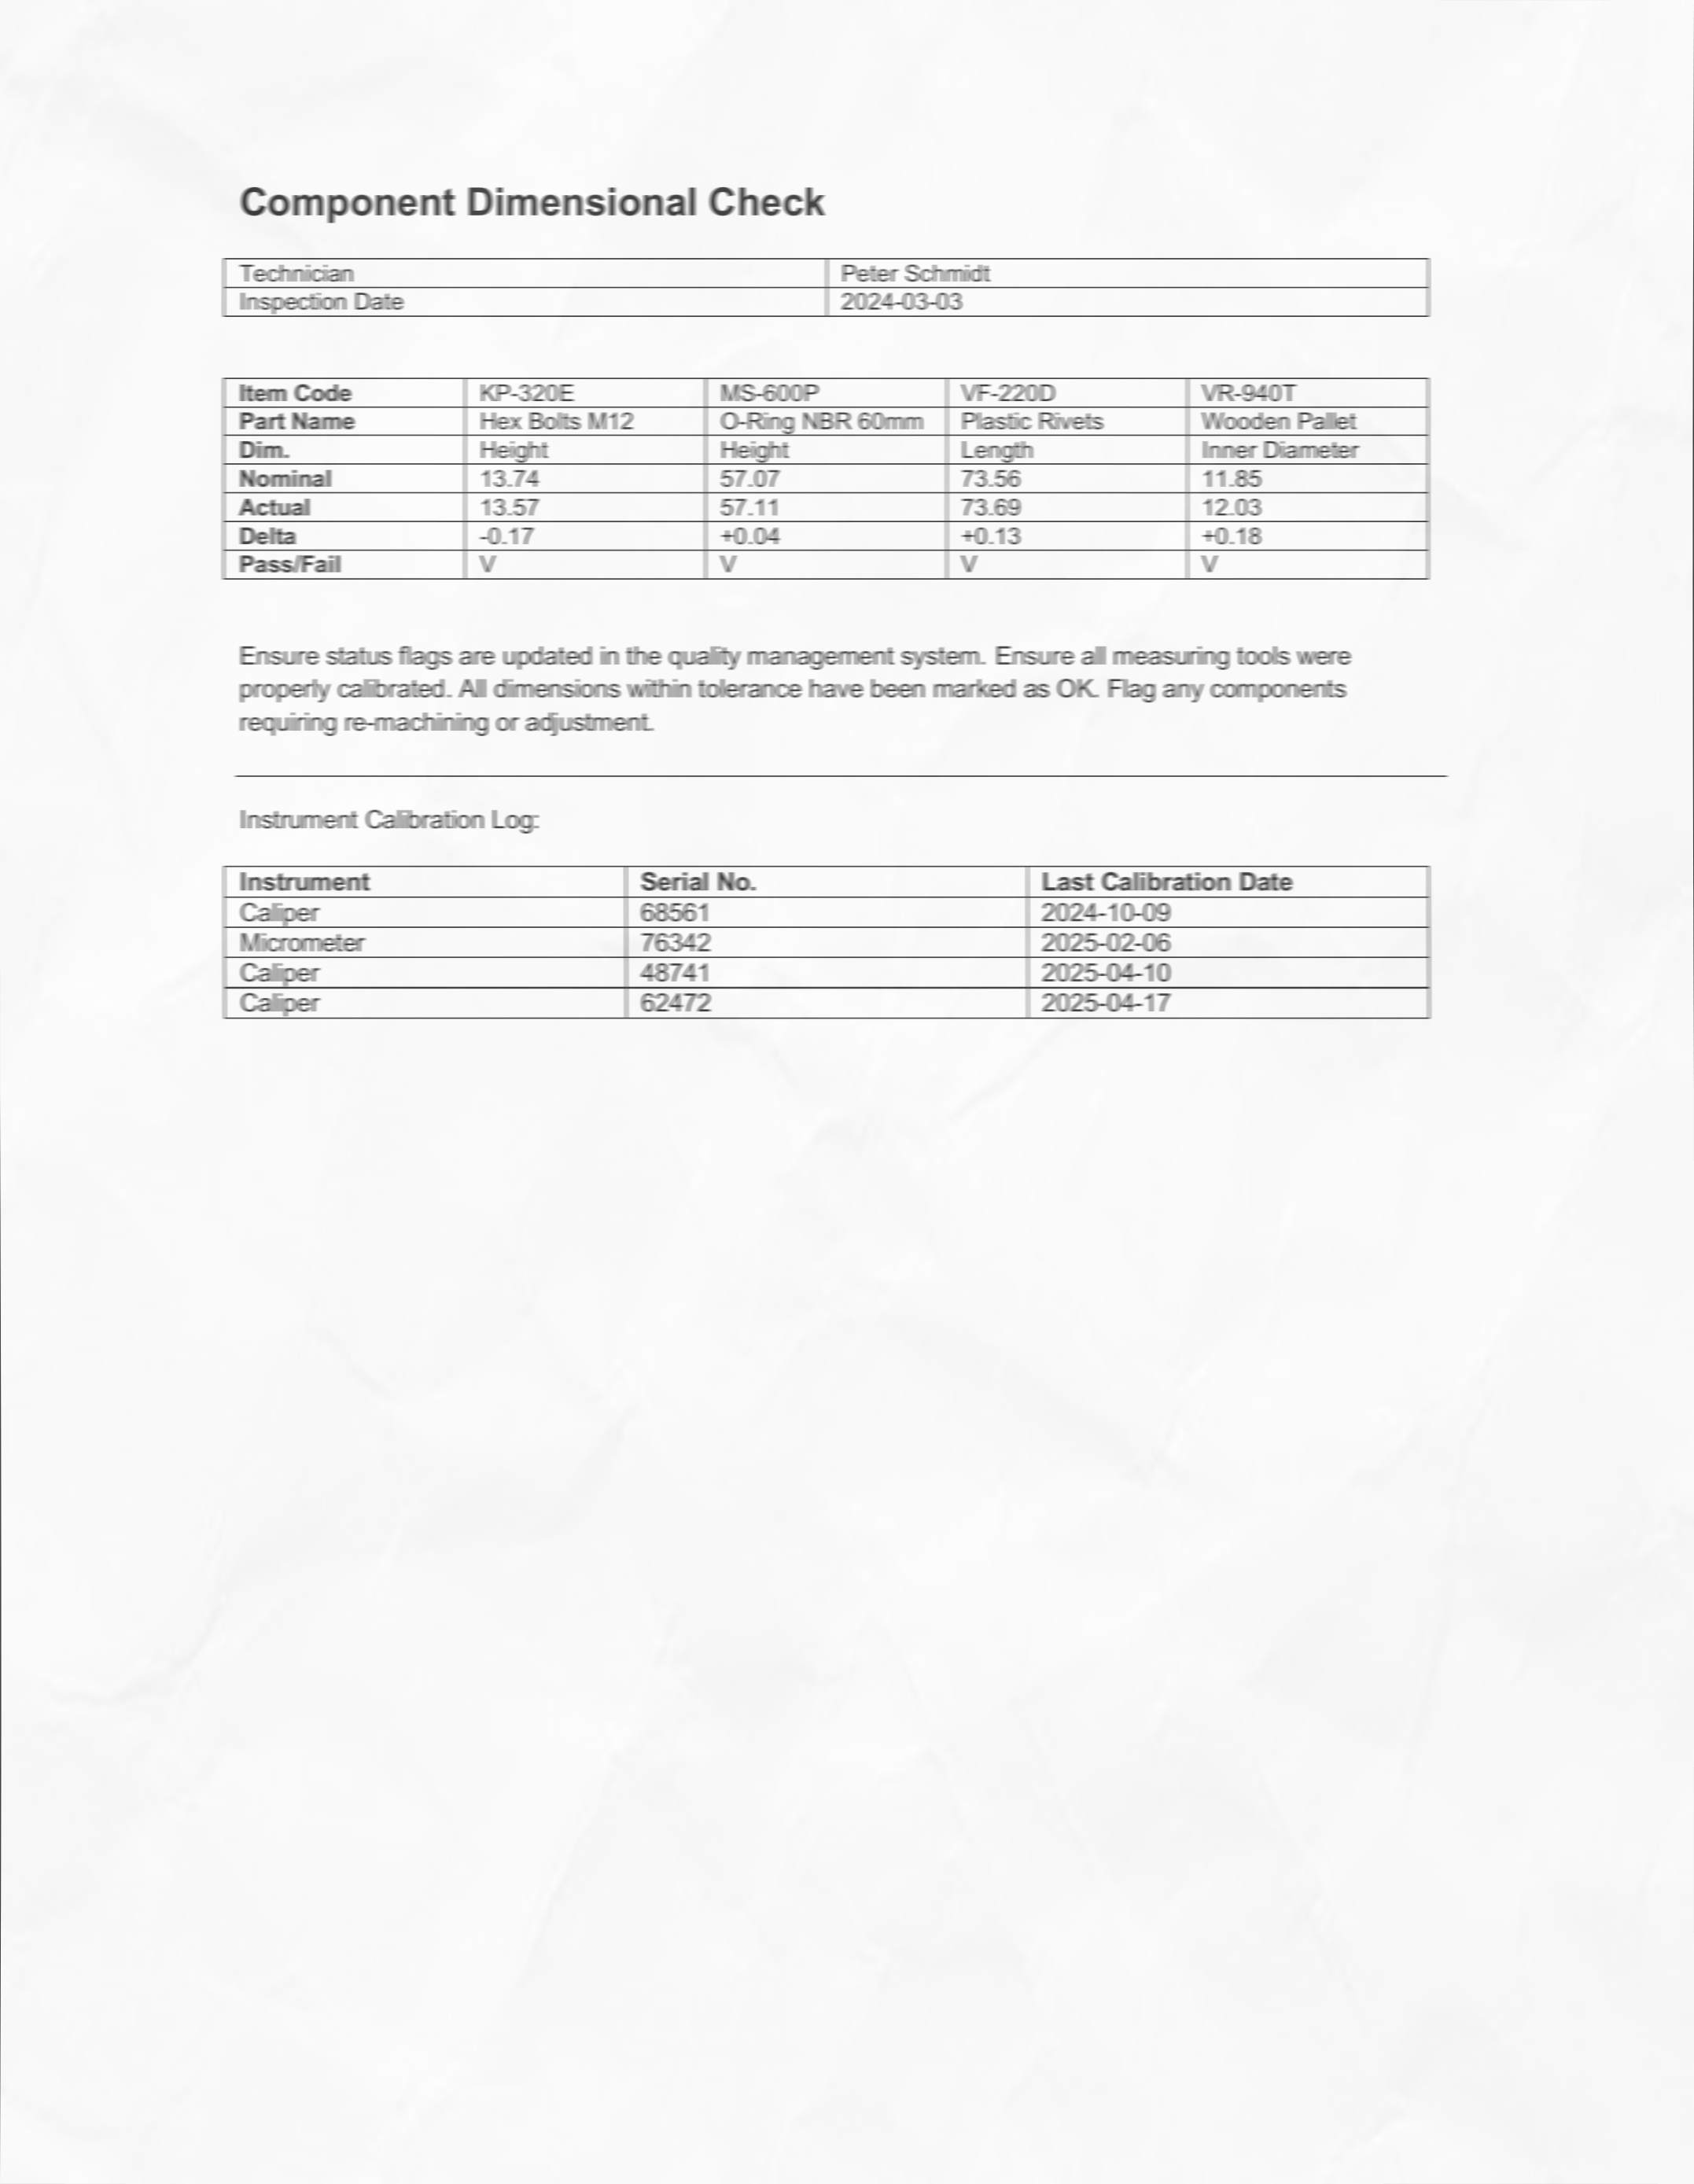 Component Dimensional Check
Technician Peter Schmidt
Inspection Date 2024-03-03
Item Code KP-320E MS-600P VF-220D VR-940T
Part Name Hex Bolts M12 O-Ring NBR 60mm Plastic Rivets Wooden Pallet
Dim. Height Height Length Inner Diameter
Nominal 13.74 57.07 73.56 11.85
Actual 13.57 57.11 73.69 12.03
Delta -0.17 +0.04 +0.13 +0.18
Pass/Fail V V V V
Ensure status flags are updated in the quality management system. Ensure all measuring tools were
properly calibrated. All dimensions within tolerance have been marked as OK. Flag any components
requiring re-machining or adjustment.
Instrument Calibration Log:
Instrument Serial No. Last Calibration Date
Caliper 68561 2024-10-09
Micrometer 76342 2025-02-06
Caliper 48741 2025-04-10
Caliper 62472 2025-04-17